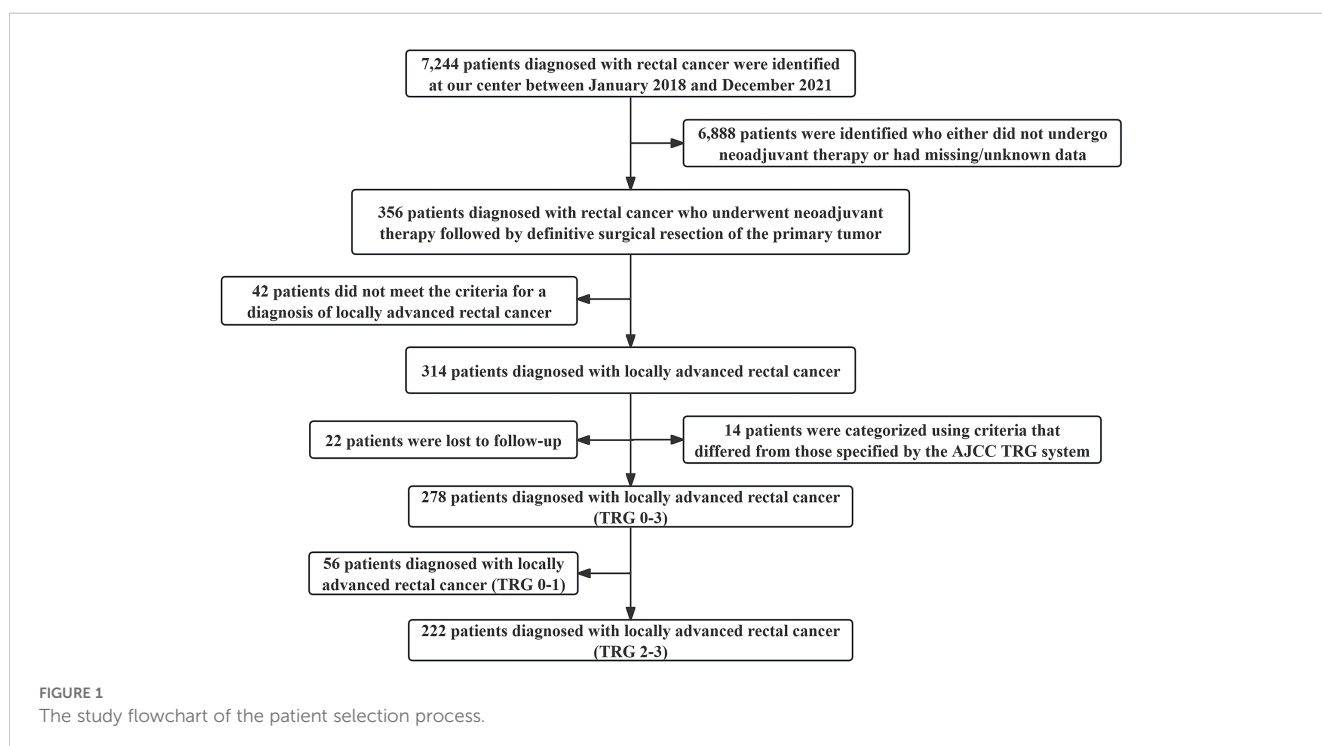 7,244 patients diagnosed with rectal cancer were identified
at our center between January 2018 and December 2021
6,888 patients were identified who either did not undergo
neoadjuvant therapy or had missing/unknown data
356 patients diagnosed with rectal cancer who underwent neoadjuvant
therapy followed by definitive surgical resection of the primary tumor
42 patients did not meet the criteria for a
diagnosis of locally advanced rectal cancer
314 patients diagnosed with locally advanced rectal cancer
22 patients were lost to follow-up
14 patients were categorized using criteria that
differed from those specified by the AJCC TRG system
278 patients diagnosed with locally advanced rectal cancer
(TRG 0-3)
56 patients diagnosed with locally
advanced rectal cancer (TRG 0-1)
222 patients diagnosed with locally advanced rectal cancer
(TRG 2-3)
FIGURE 1
The study flowchart of the patient selection process.